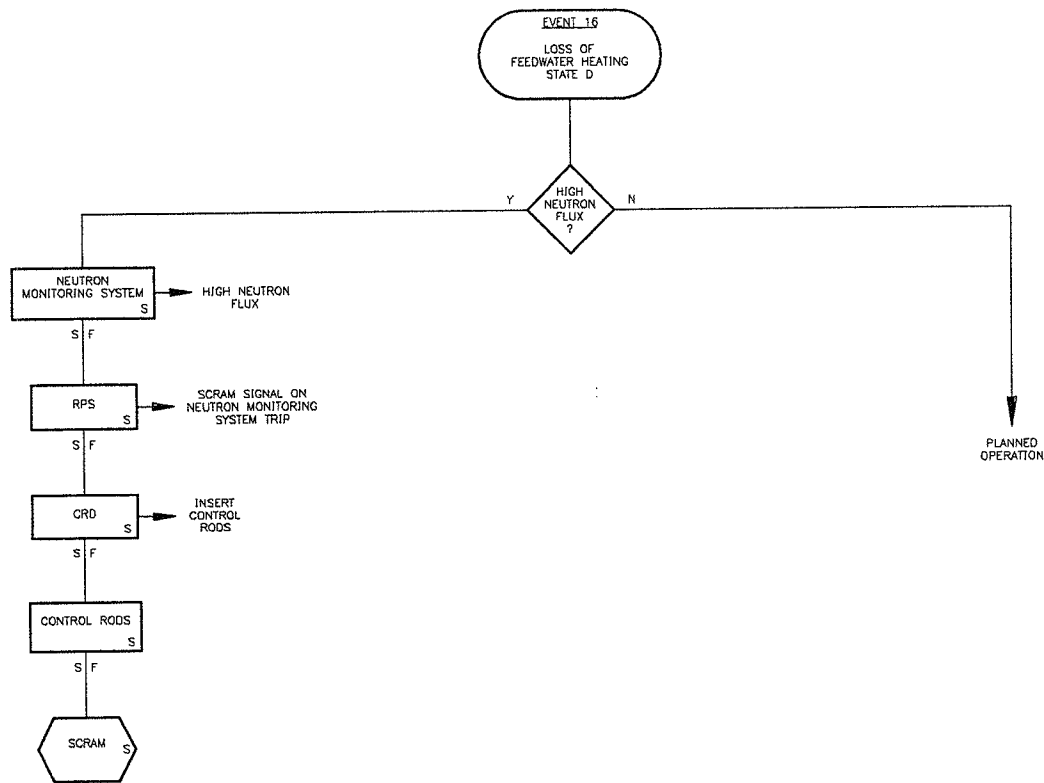 EVENT 16
LOSS OF
FEEDWATER HEATING
STATE D
HIGH
NEUTRON
FLUX
?
Y
N
NEUTRON
MONITORING SYSTEM
S
HIGH NEUTRON
FLUX
S F
RPS
S
SCRAM SIGNAL ON
NEUTRON MONITORING
SYSTEM TRIP
S F
PLANNED
OPERATION
CRD
S
INSERT
CONTROL
RODS
S F
CONTROL RODS
S
S F
SCRAM
S